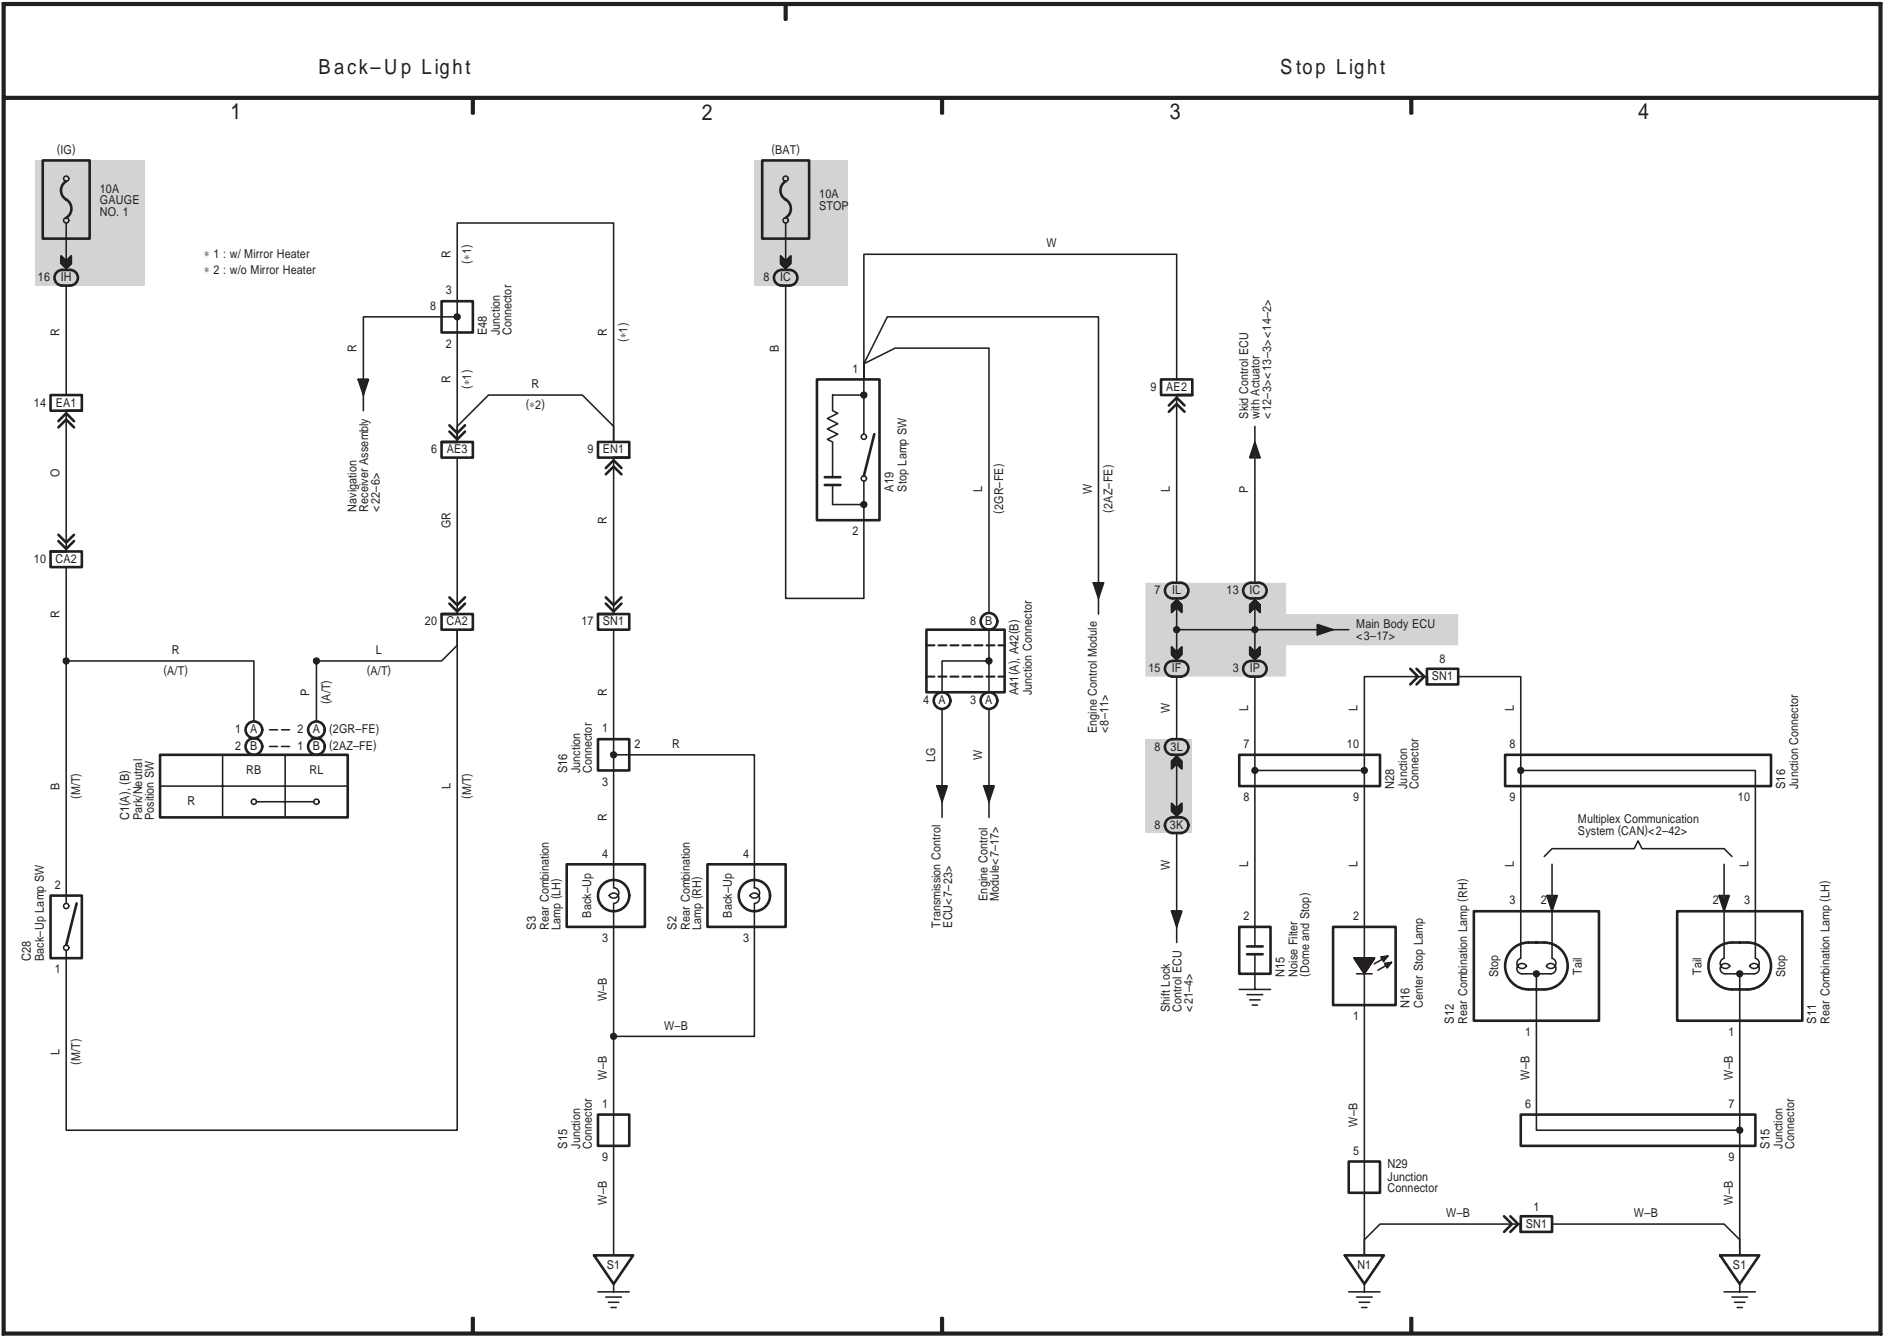 Back–Up Light
Stop Light
1
2
3
4
(IG)
10A
GAUGE
NO. 1
16 IH
R
14 EA1
O
10 CA2
R
R
(A/T)
L
(A/T)
P
(A/T)
1 A 2 A (2GR–FE)
2 B 1 B (2AZ–FE)
RB
RL
R
C1(A), (B)
Park/Neutral
Position SW
B
(M/T)
2
C28
Back–Up Lamp SW
1
L
(M/T)
L
(M/T)
∗ 1 : w/ Mirror Heater
∗ 2 : w/o Mirror Heater
R
(∗1)
3
8
E48
Junction
Connector
2
R
Navigation
Receiver Assembly
<22–6>
R
(∗1)
R
(∗2)
R
(∗1)
6 AE3
9 EN1
GR
R
20 CA2
17 SN1
R
1
2
R
S16
Junction
Connector
3
R
4
4
Back–Up
S3
Rear Combination
Lamp (LH)
Back–Up
S2
Rear Combination
Lamp (RH)
3
3
W–B
W–B
W–B
1
S15
Junction
Connector
9
W–B
S1
(BAT)
10A
STOP
8 IC
B
W
1
A19
Stop Lamp SW
2
L
(2GR–FE)
W
(2AZ–FE)
8 B
A41(A), A42(B)
Junction Connector
4 A
3 A
LG
W
Transmission Control
ECU<7–23>
Engine Control
Module<7–17>
Engine Control Module
<8–11>
9 AE2
L
Skid Control ECU
with Actuator
<12–3><13–3><14–2>
P
7 IL
13 IC
Main Body ECU
<3–17>
15 IF
3 IP
W
8 3L
8 3K
W
Shift Lock
Control ECU
<21–4>
L
L
7
10
N28
Junction
Connector
8
9
L
L
2
N15
Noise Filter
(Dome and Stop)
2
N16
Center Stop Lamp
1
W–B
5
N29
Junction
Connector
N1
8
SN1
L
8
S16
Junction Connector
9
10
Multiplex Communication
System (CAN)<2–42>
L
L
3
2
2
3
Stop
Tail
S12
Rear Combination Lamp (RH)
Tail
Stop
S11
Rear Combination Lamp (LH)
1
1
W–B
W–B
6
7
S15
Junction
Connector
9
W–B
W–B
1
SN1
W–B
S1